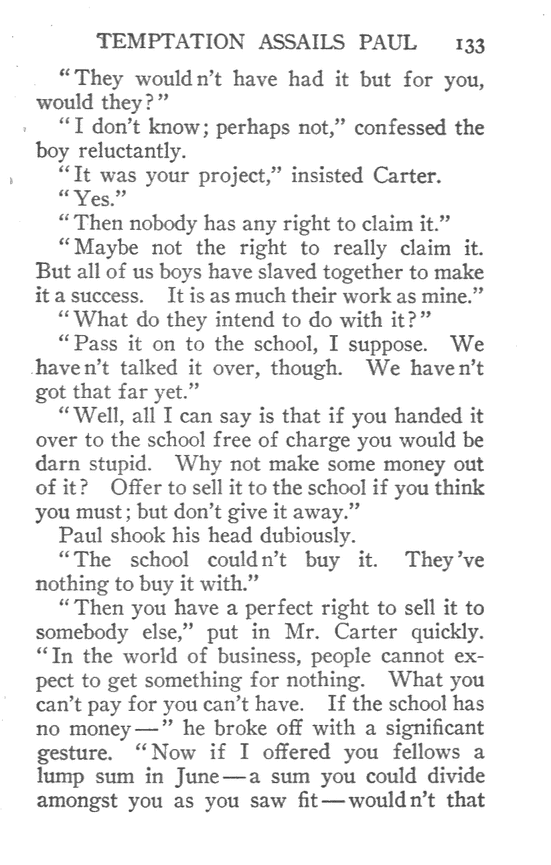 TEMPTATION ASSAILS PAUL 133
“They wouldn’t have had it but for you,
would they?”
“I don’t know; perhaps not,” confessed the
boy reluctantly.
“It was your project,” insisted Carter.
“Yes.”
“Then nobody has any right to claim it.”
“Maybe not the right to really claim it.
But all of us boys have slaved together to make
it a success. It is as much their work as mine.”
“What do they intend to do with it?”
“Pass it on to the school, I suppose. We
haven’t talked it over, though. We haven’t
got that far yet.”
“Well, all I can say is that if you handed it
over to the school free of charge you would be
darn stupid. Why not make some money out
of it? Offer to sell it to the school if you think
you must; but don’t give it away.”
Paul shook his head dubiously.
“The school couldn’t buy it. They’ve
nothing to buy it with.”
“Then you have a perfect right to sell it to
somebody else,” put in Mr. Carter quickly.
“In the world of business, people cannot ex-
pect to get something for nothing. What you
can’t pay for you can’t have. If the school has
no money—” he broke off with a significant
gesture. “Now if I offered you fellows a
lump sum in June—a sum you could divide
amongst you as you saw fit—wouldn’t that